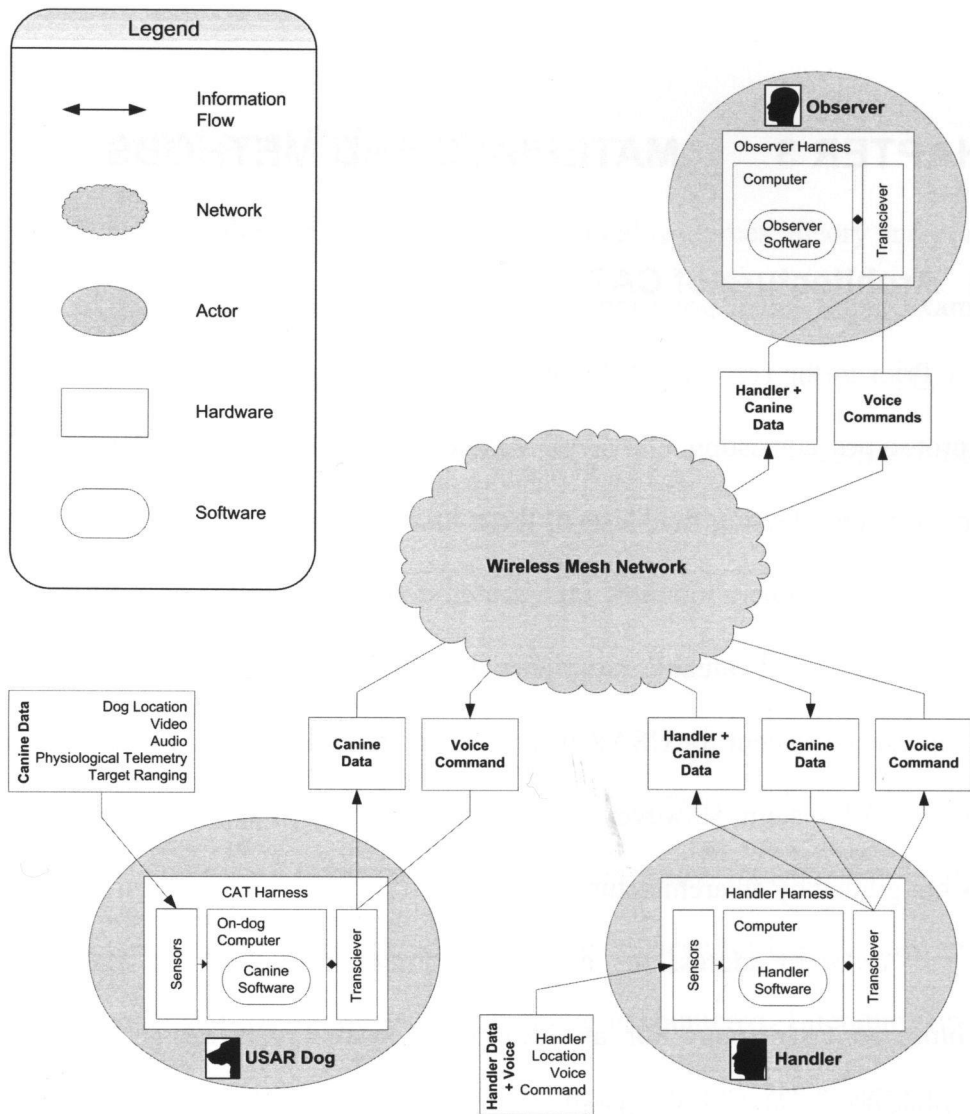 Legend
Information
Flow
Network
Actor
Hardware
Software
Observer
Observer Harness
Computer
Observer
Software
Transciever
Handler +
Canine
Data
Voice
Commands
Wireless Mesh Network
Canine Data
Dog Location
Video
Audio
Physiological Telemetry
Target Ranging
Canine
Data
Voice
Command
Handler +
Canine
Data
Canine
Data
Voice
Command
CAT Harness
Sensors
On-dog
Computer
Canine
Software
Transciever
USAR Dog
Handler Harness
Sensors
Computer
Handler
Software
Transciever
Handler
Handler Data
+ Voice
Handler
Location
Voice
Command